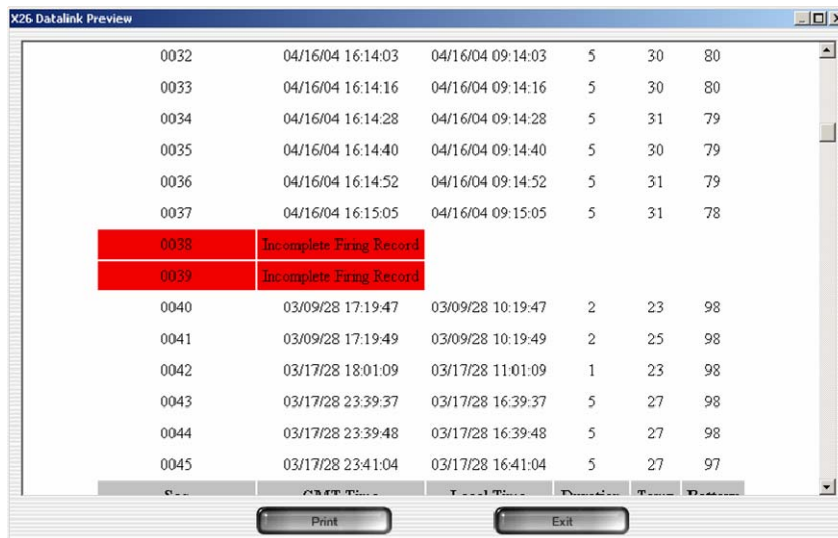 X26 Datalink Preview
0032 04/16/04 16:14:03 04/16/04 09:14:03 5 30 80
0033 04/16/04 16:14:16 04/16/04 09:14:16 5 30 80
0034 04/16/04 16:14:28 04/16/04 09:14:28 5 31 79
0035 04/16/04 16:14:40 04/16/04 09:14:40 5 30 79
0036 04/16/04 16:14:52 04/16/04 09:14:52 5 31 79
0037 04/16/04 16:15:05 04/16/04 09:15:05 5 31 78
0038 Incomplete Firing Record
0039 Incomplete Firing Record
0040 03/09/28 17:19:47 03/09/28 10:19:47 2 23 98
0041 03/09/28 17:19:49 03/09/28 10:19:49 2 25 98
0042 03/17/28 18:01:09 03/17/28 11:01:09 1 23 98
0043 03/17/28 23:39:37 03/17/28 16:39:37 5 27 98
0044 03/17/28 23:39:48 03/17/28 16:39:48 5 27 98
0045 03/17/28 23:41:04 03/17/28 16:41:04 5 27 97
Seq GMT Time Local Time Duration Temp Battery
Print Exit